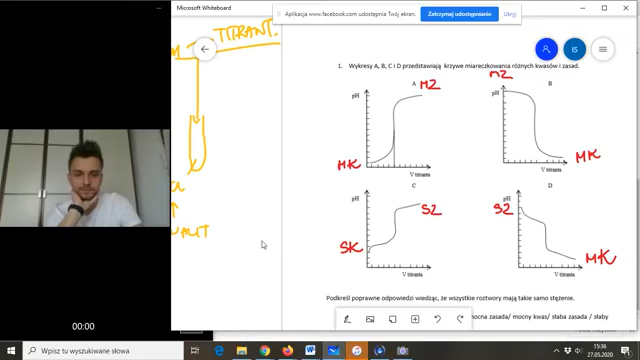 Microsoft Whiteboard
Aplikacja yamo.com.udostępnia Twój ekran.
Zatrzymaj udostępnianie
Ukryj
TITRANT
IS
1. Wykresy A, B, C i D przedstawiają krzywe miareczkowania różnych kwasów i zasad.
MZ
MZ
pH
A
pH
B
MK
MK
V titranta
V titranta
C
D
pH
SZ
SZ
pH
SK
MK
V titranta
V titranta
Podkreśl poprawne odpowiedzi wiedząc, że wszystkie roztwory mają takie samo stężenie.
mocna zasada/ mocny kwas/ słaba zasada / słaby
00:00
Wpisz tu wyszukiwane słowa
15:36
27.05.2020